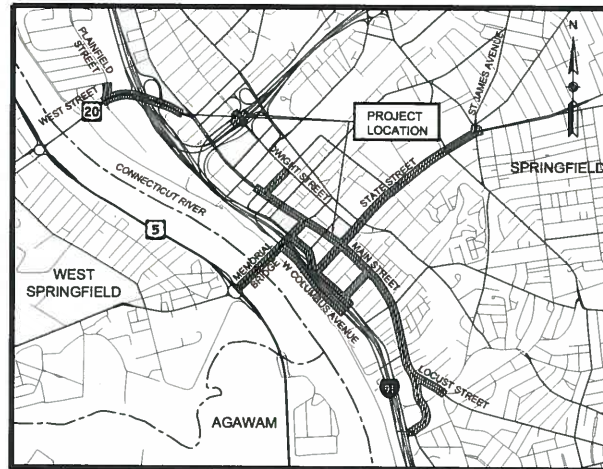 N
PLAINFIELD
STREET
WEST STREET
20
PROJECT
LOCATION
ST. JAMES AVENUE
DWIGHT STREET
STATE STREET
SPRINGFIELD
CONNECTICUT RIVER
5
MEMORIAL
BRIDGE
MAIN STREET
WEST
SPRINGFIELD
W COLUMBUS AVENUE
LOCUST STREET
AGAWAM